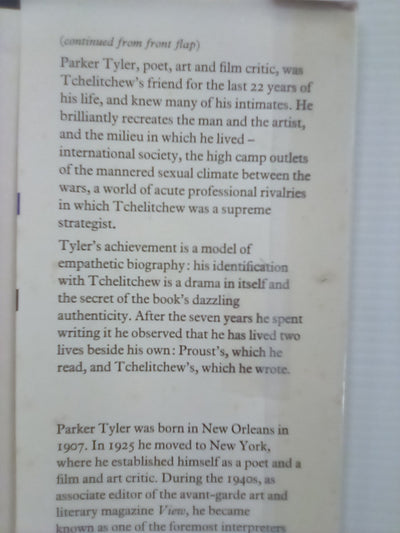 (continued from front flap)
Parker Tyler, poet, art and film critic, was
Tchelitchew's friend for the last 22 years of
his life, and knew many of his intimates. He
brilliantly recreates the man and the artist,
and the milieu in which he lived –
international society, the high camp outlets
of the mannered sexual climate between the
wars, a world of acute professional rivalries
in which Tchelitchew was a supreme
strategist.
Tyler's achievement is a model of
empathetic biography: his identification
with Tchelitchew is a drama in itself and
the secret of the book's dazzling
authenticity. After the seven years he spent
writing it he observed that he has lived two
lives beside his own: Proust's, which he
read, and Tchelitchew's, which he wrote.
Parker Tyler was born in New Orleans in
1907. In 1925 he moved to New York,
where he established himself as a poet and a
film and art critic. During the 1940s, as
associate editor of the avant-garde art and
literary magazine View, he became
known as one of the foremost interpreters